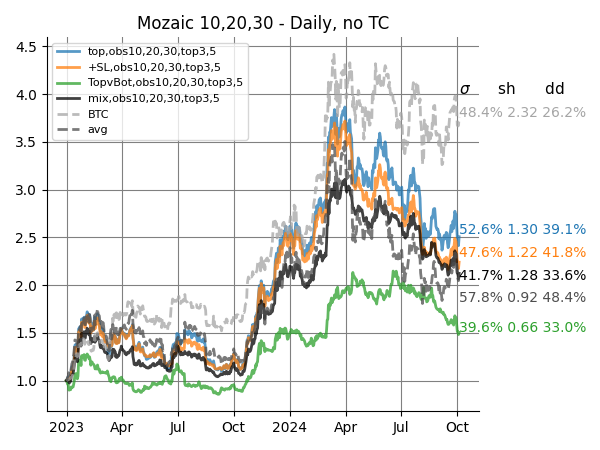 Mozaic 10,20,30 - Daily, no TC
top,obs10,20,30,top3,5
+SL,obs10,20,30,top3,5
TopvBot,obs10,20,30,top3,5
mix,obs10,20,30,top3,5
BTC
avg
σ sh dd
48.4% 2.32 26.2%
52.6% 1.30 39.1%
47.6% 1.22 41.8%
41.7% 1.28 33.6%
57.8% 0.92 48.4%
39.6% 0.66 33.0%
4.5
4.0
3.5
3.0
2.5
2.0
1.5
1.0
2023 Apr Jul Oct 2024 Apr Jul Oct